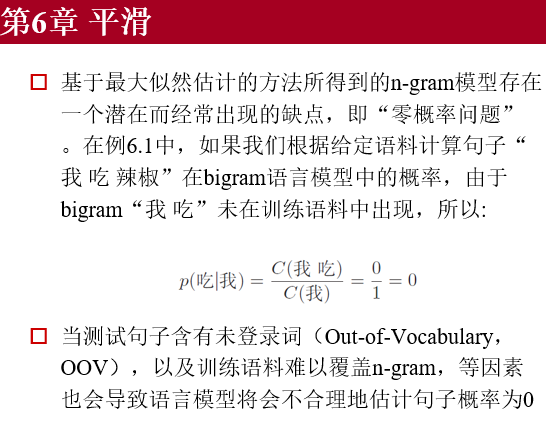 第6章 平滑
基于最大似然估计的方法所得到的n-gram模型存在
一个潜在而经常出现的缺点，即“零概率问题”
。在例6.1中，如果我们根据给定语料计算句子“
我 吃 辣椒”在bigram语言模型中的概率，由于
bigram“我 吃”未在训练语料中出现，所以:
p(吃|我) = C(我 吃) / C(我) = 0 / 1 = 0
当测试句子含有未登录词（Out-of-Vocabulary，
OOV），以及训练语料难以覆盖n-gram，等因素
也会导致语言模型将会不合理地估计句子概率为0